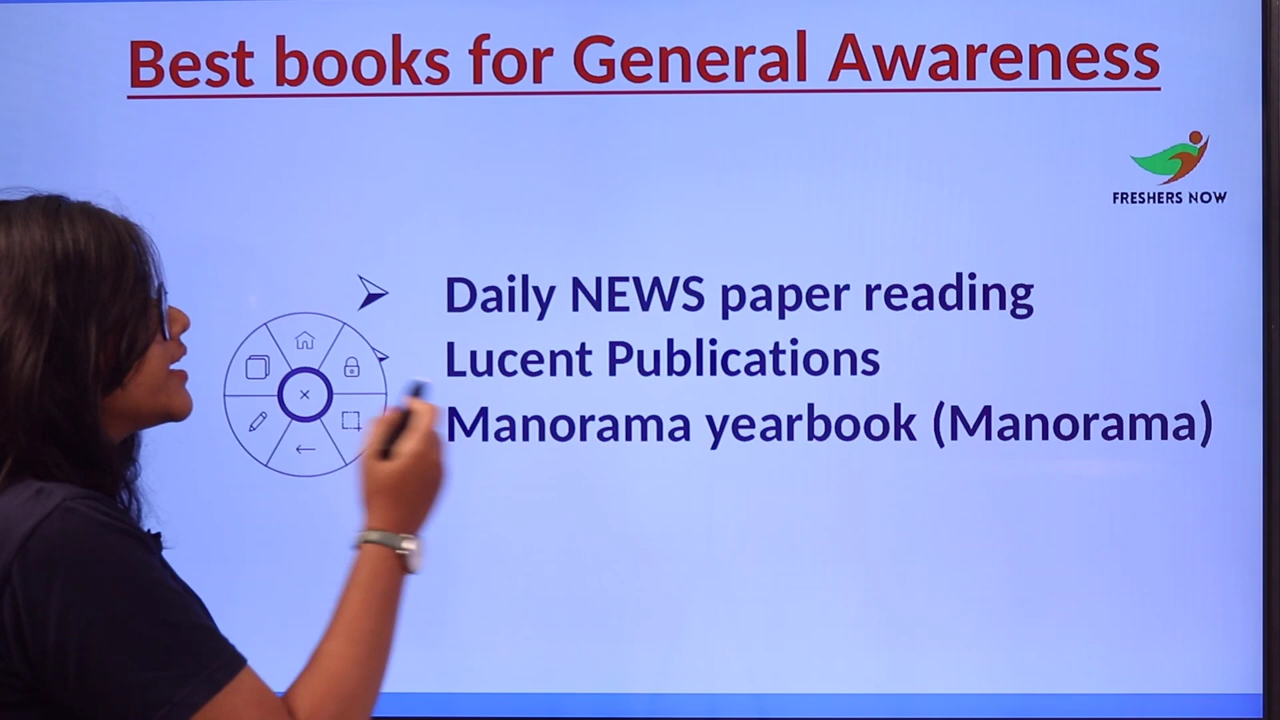 Best books for General Awareness
FRESHERS NOW
Daily NEWS paper reading
Lucent Publications
Manorama yearbook (Manorama)